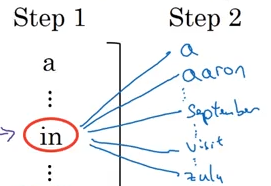 Step 1 Step 2
a
in
a
aaron
September
visit
zulu